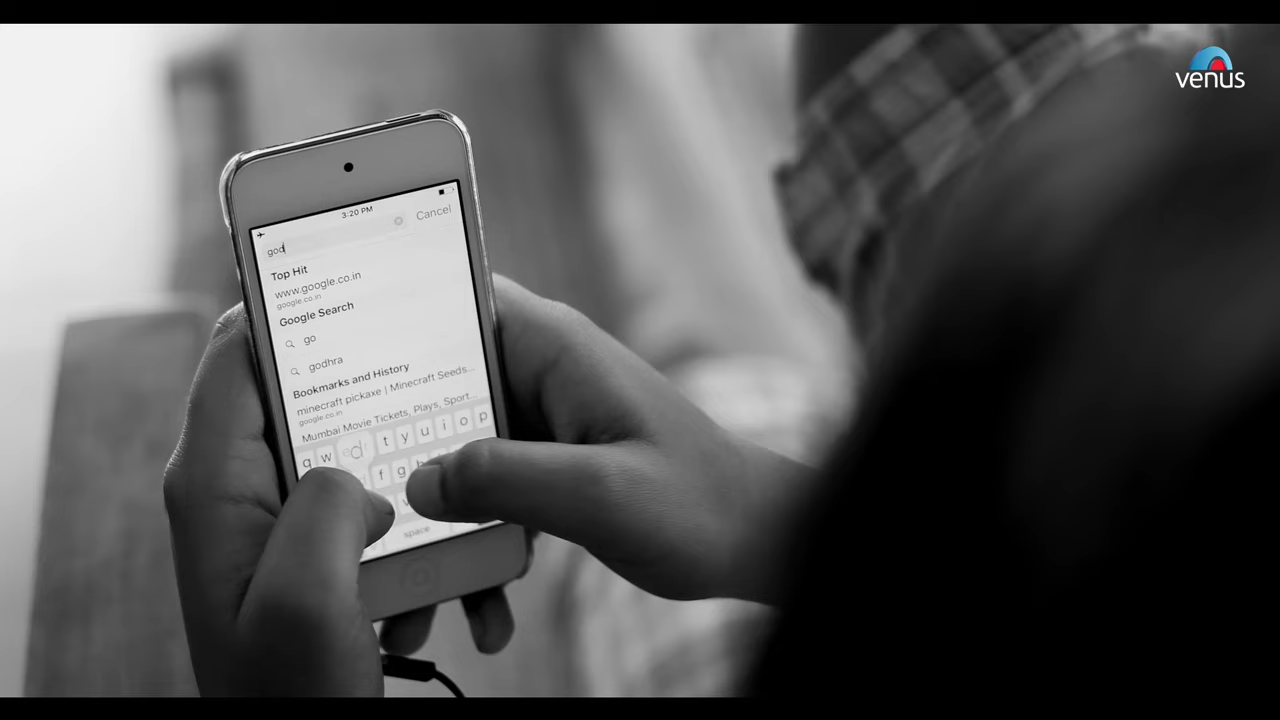 venus
3:20 PM
god
Cancel
Top Hit
www.google.co.in
google.co.in
Google Search
go
godhra
Bookmarks and History
minecraft pickaxe | Minecraft Seeds...
google.co.in
Mumbai Movie Tickets, Plays, Sport...
q w d t y u i o p
f g
space